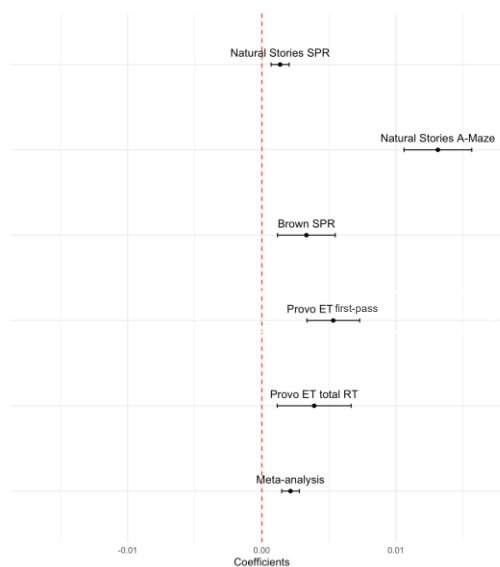 Natural Stories SPR
Natural Stories A-Maze
Brown SPR
Provo ET first-pass
Provo ET total RT
Meta-analysis
-0.01 0.00 0.01
Coefficients